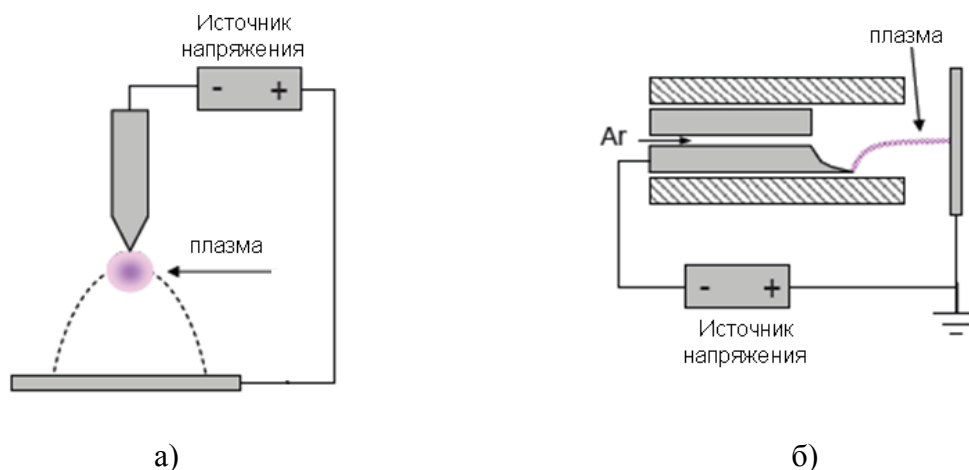 Источник
напряжения
- +
плазма
а)
плазма
Ar
- +
Источник
напряжения
б)